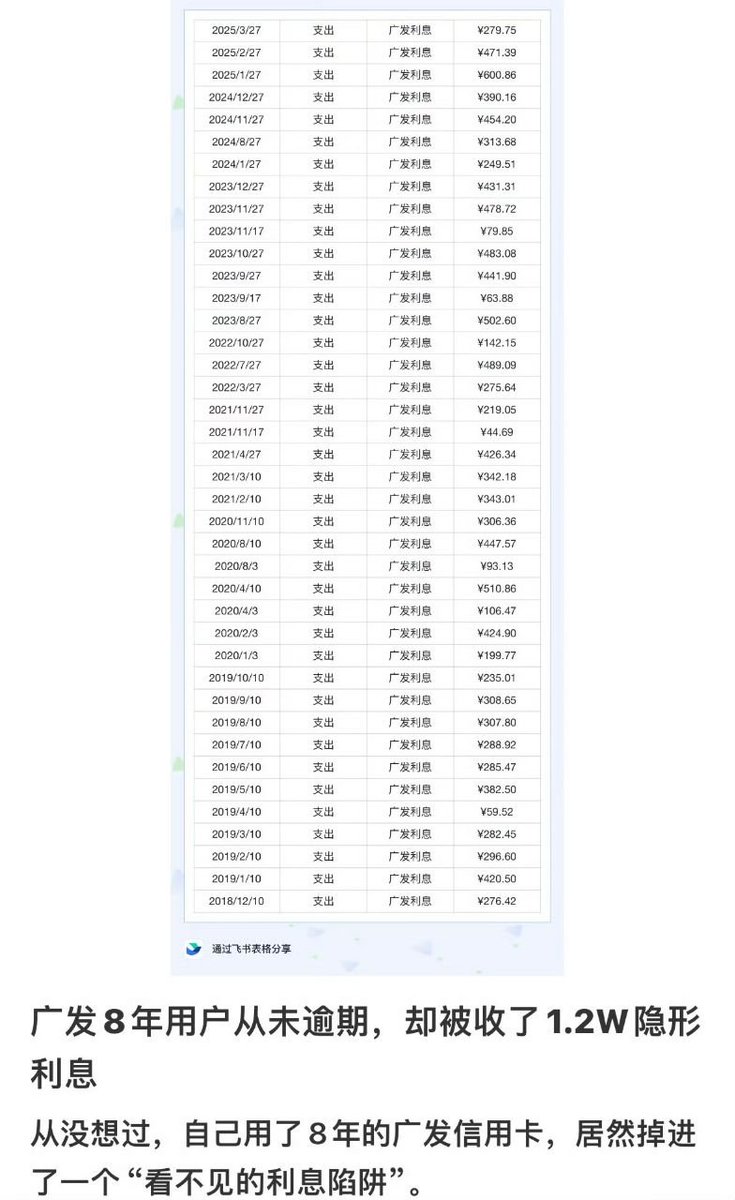 2025/3/27 支出 广发利息 ¥279.75
2025/2/27 支出 广发利息 ¥471.39
2025/1/27 支出 广发利息 ¥600.86
2024/12/27 支出 广发利息 ¥390.16
2024/11/27 支出 广发利息 ¥454.20
2024/8/27 支出 广发利息 ¥313.68
2024/1/27 支出 广发利息 ¥249.51
2023/12/27 支出 广发利息 ¥431.31
2023/11/27 支出 广发利息 ¥478.72
2023/11/17 支出 广发利息 ¥79.85
2023/10/27 支出 广发利息 ¥483.08
2023/9/27 支出 广发利息 ¥441.90
2023/9/17 支出 广发利息 ¥63.88
2023/8/27 支出 广发利息 ¥502.60
2022/10/27 支出 广发利息 ¥142.15
2022/7/27 支出 广发利息 ¥489.09
2022/3/27 支出 广发利息 ¥275.64
2021/11/27 支出 广发利息 ¥219.05
2021/11/17 支出 广发利息 ¥44.69
2021/4/27 支出 广发利息 ¥426.34
2021/3/10 支出 广发利息 ¥342.18
2021/2/10 支出 广发利息 ¥343.01
2020/11/10 支出 广发利息 ¥306.36
2020/8/10 支出 广发利息 ¥447.57
2020/8/3 支出 广发利息 ¥93.13
2020/4/10 支出 广发利息 ¥510.86
2020/4/3 支出 广发利息 ¥106.47
2020/2/3 支出 广发利息 ¥424.90
2020/1/3 支出 广发利息 ¥199.77
2019/10/10 支出 广发利息 ¥235.01
2019/9/10 支出 广发利息 ¥308.65
2019/8/10 支出 广发利息 ¥307.80
2019/7/10 支出 广发利息 ¥288.92
2019/6/10 支出 广发利息 ¥285.47
2019/5/10 支出 广发利息 ¥382.50
2019/4/10 支出 广发利息 ¥59.52
2019/3/10 支出 广发利息 ¥282.45
2019/2/10 支出 广发利息 ¥296.60
2019/1/10 支出 广发利息 ¥420.50
2018/12/10 支出 广发利息 ¥276.42
通过飞书表格分享
广发8年用户从未逾期，却被收了1.2W隐形
利息
从没想过，自己用了8年的广发信用卡，居然掉进
了一个“看不见的利息陷阱”。